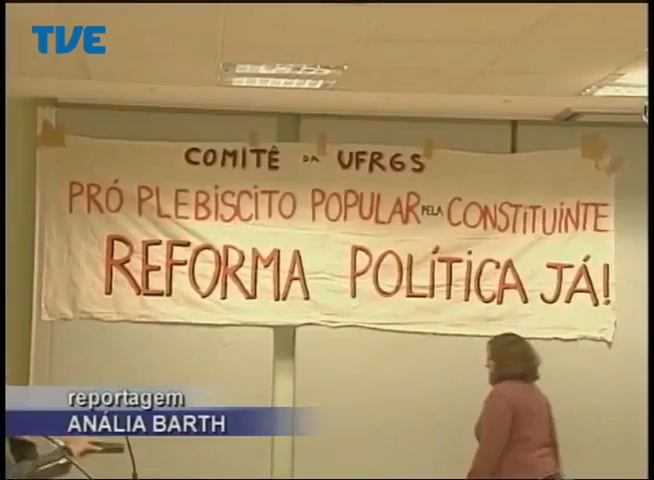 TVE
COMITÊ DA UFRGS
PRÓ PLEBISCITO POPULAR PELA CONSTITUINTE
REFORMA POLÍTICA JÁ!
reportagem
ANÁLIA BARTH